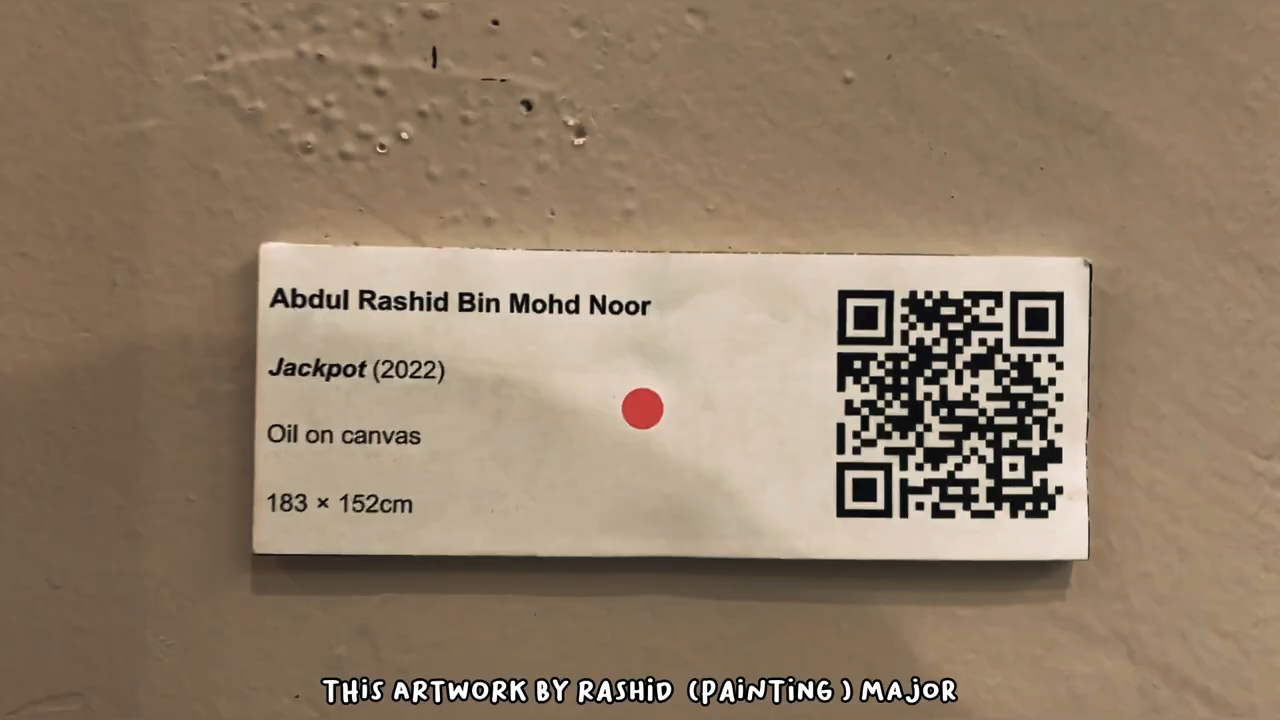 Abdul Rashid Bin Mohd Noor
Jackpot (2022)
Oil on canvas
183 × 152cm
THIS ARTWORK BY RASHID (PAINTING) MAJOR